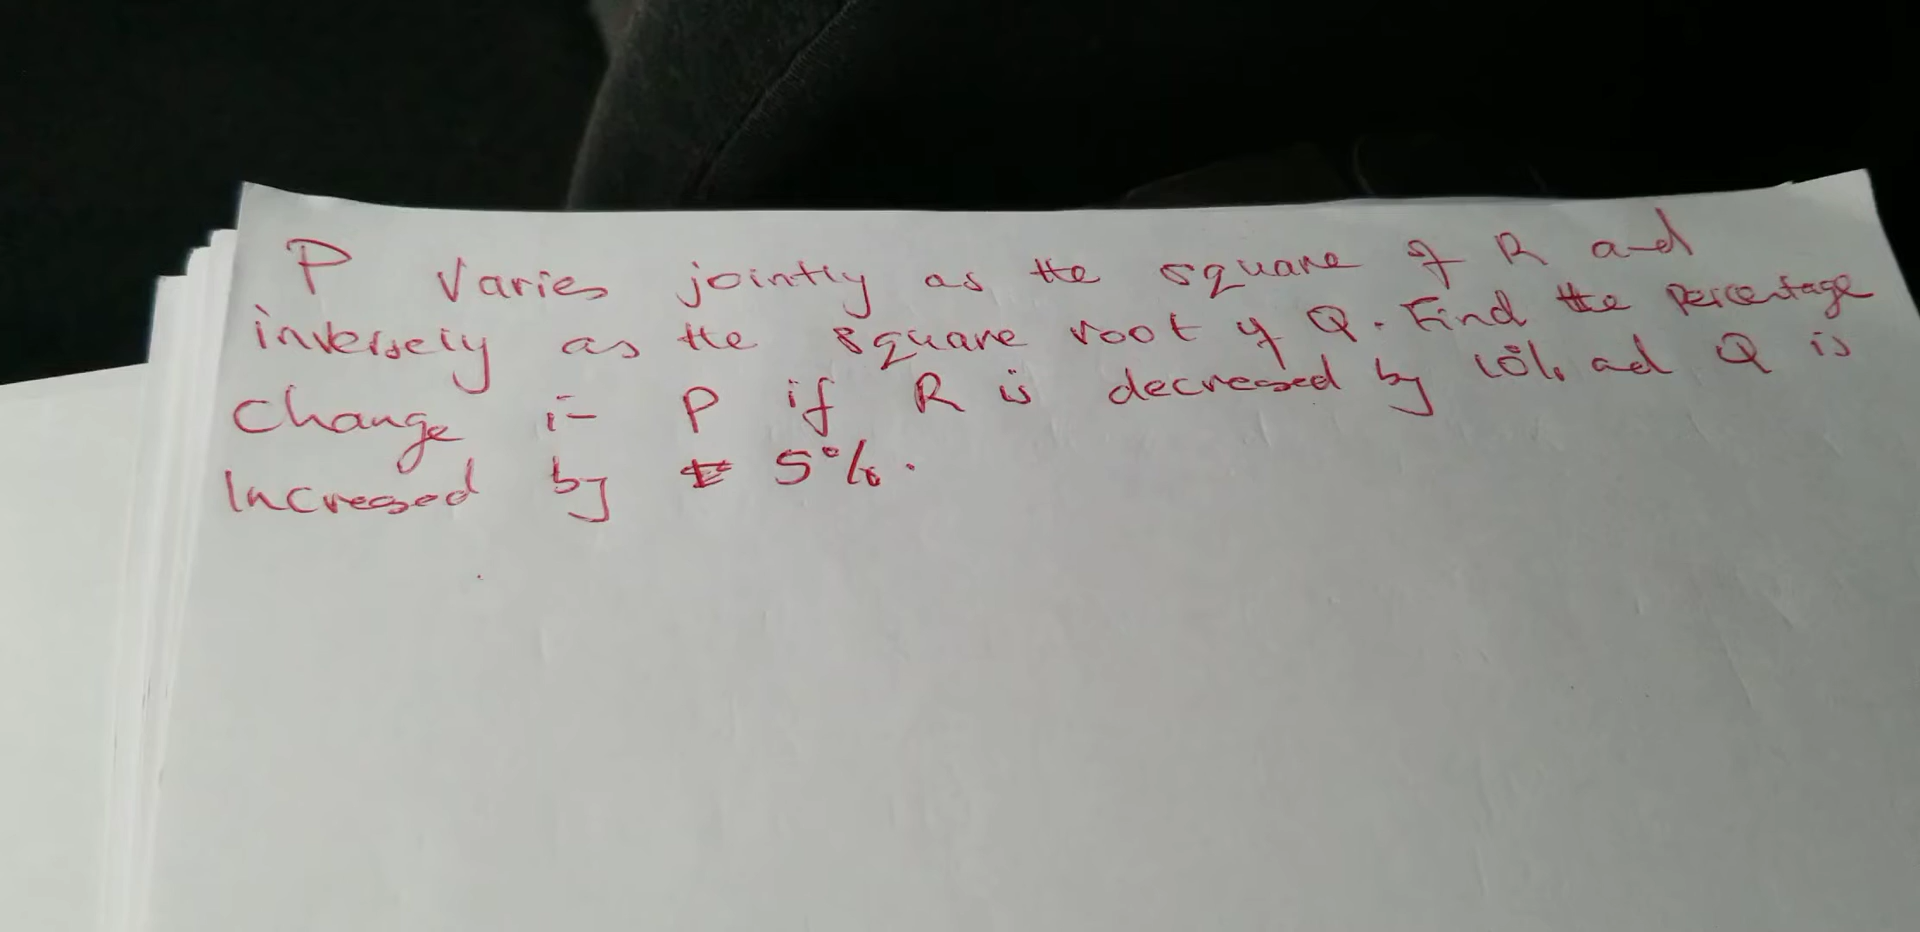 P varies jointly as the square of R and
inversely as the square root of Q. Find the percentage
change in P if R is decreased by 10% and Q is
increased by 5%.